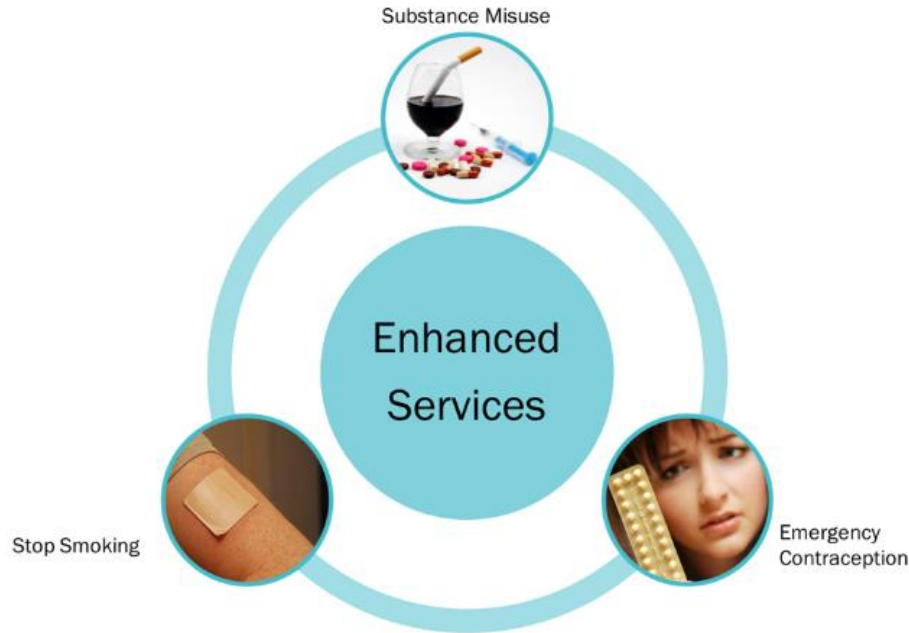 Substance Misuse
Enhanced
Services
Stop Smoking
Emergency
Contraception